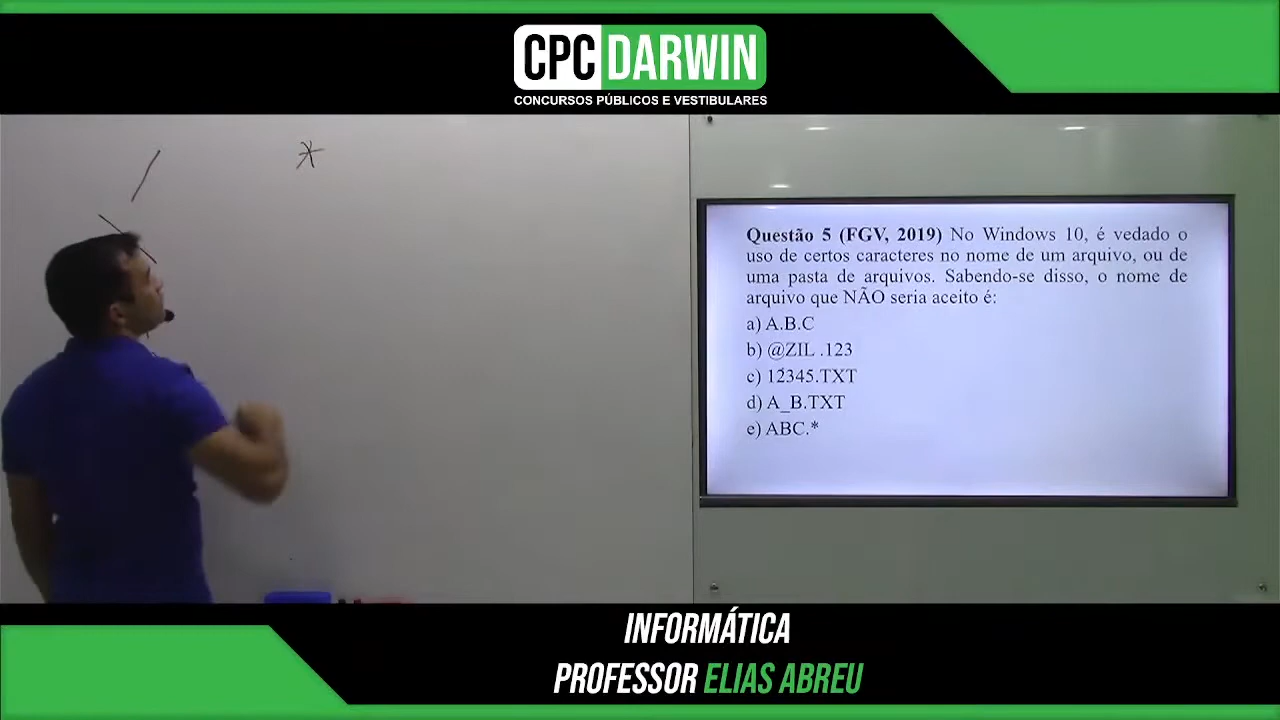 CPC DARWIN
CONCURSOS PÚBLICOS E VESTIBULARES
/ *
\
Questão 5 (FGV, 2019) No Windows 10, é vedado o
uso de certos caracteres no nome de um arquivo, ou de
uma pasta de arquivos. Sabendo-se disso, o nome de
arquivo que NÃO seria aceito é:
a) A.B.C
b) @ZIL .123
c) 12345.TXT
d) A_B.TXT
e) ABC.*
INFORMÁTICA
PROFESSOR ELIAS ABREU